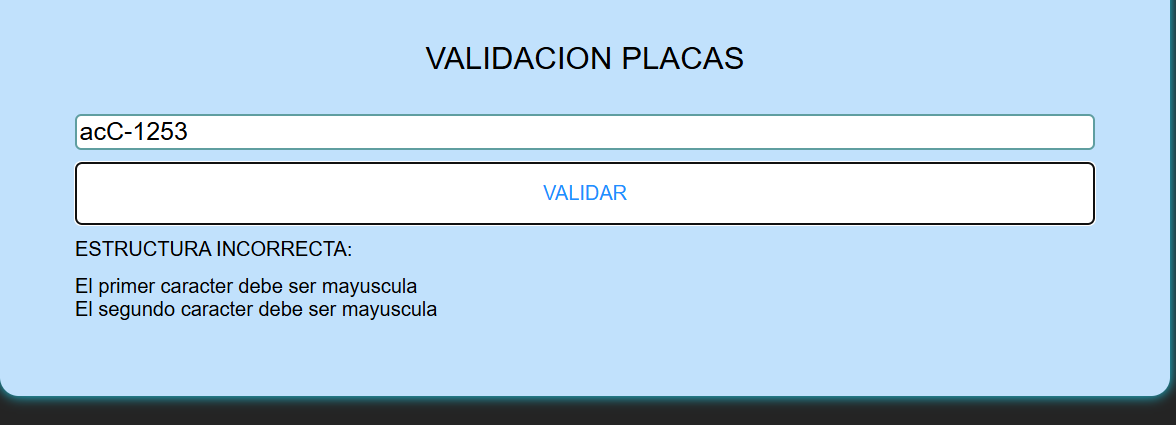 VALIDACION PLACAS
acC-1253
VALIDAR
ESTRUCTURA INCORRECTA:
El primer caracter debe ser mayuscula
El segundo caracter debe ser mayuscula